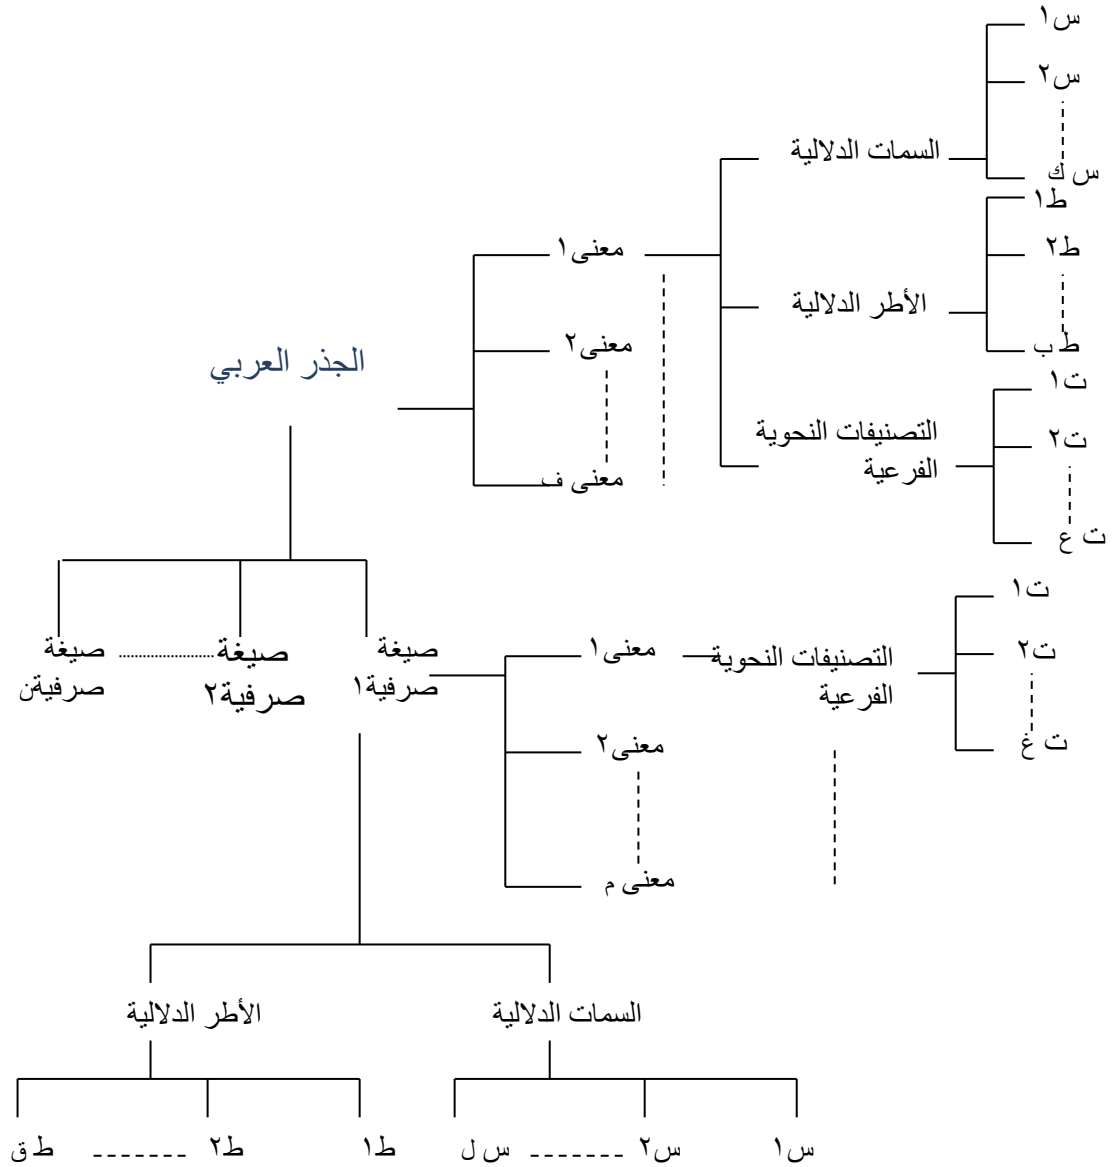 س١
س٢
السمات الدلالية
س ك
ط١
معنى١
ط٢
الأطر الدلالية
معنى٢
ط ب
الجذر العربي
ت١
التصنيفات النحوية
الفرعية
ت٢
معنى ف
ت ع
ت١
صيغة
صرفية١
صيغة
صرفية٢
صيغة
صرفيةن
معنى١
التصنيفات النحوية
الفرعية
ت٢
معنى٢
ت غ
معنى م
السمات الدلالية
الأطر الدلالية
س١
س٢
س ل
ط١
ط٢
ط ق